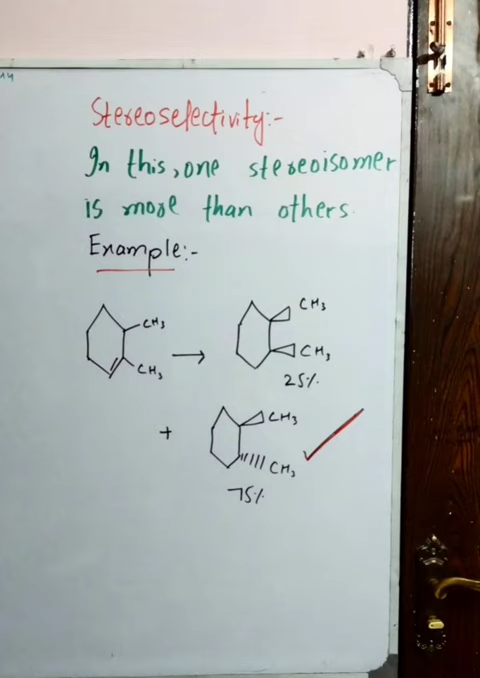 Stereoselectivity:-
In this, one stereoisomer
is more than others.
Example:-
CH₃
CH₃
→
CH₃
CH₃
25%
+
CH₃
CH₃
75%